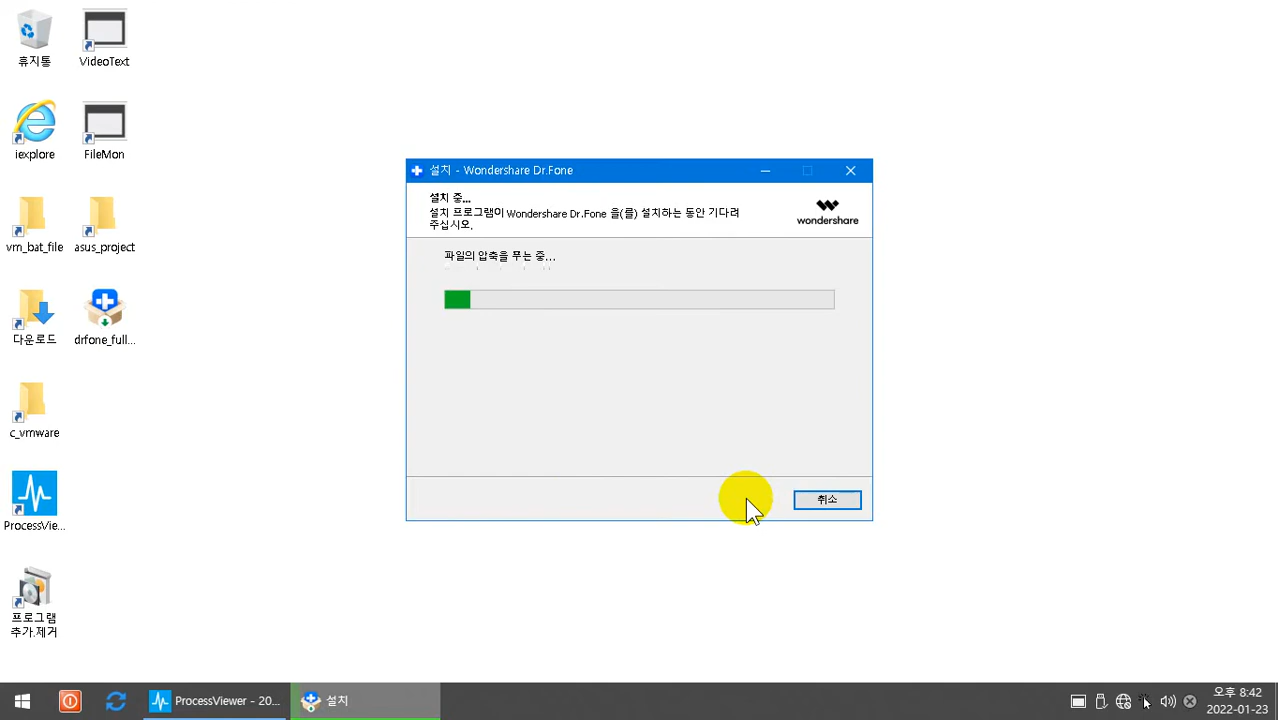 휴지통
VideoText
iexplore
FileMon
vm_bat_file
asus_project
다운로드
drfone_full...
c_vmware
ProcessVie...
프로그램
추가.제거
설치 - Wondershare Dr.Fone
설치 중...
설치 프로그램이 Wondershare Dr.Fone 을(를) 설치하는 동안 기다려
주십시오.
wondershare
파일의 압축을 푸는 중...
취소
ProcessViewer - 20...
설치
오후 8:42
2022-01-23